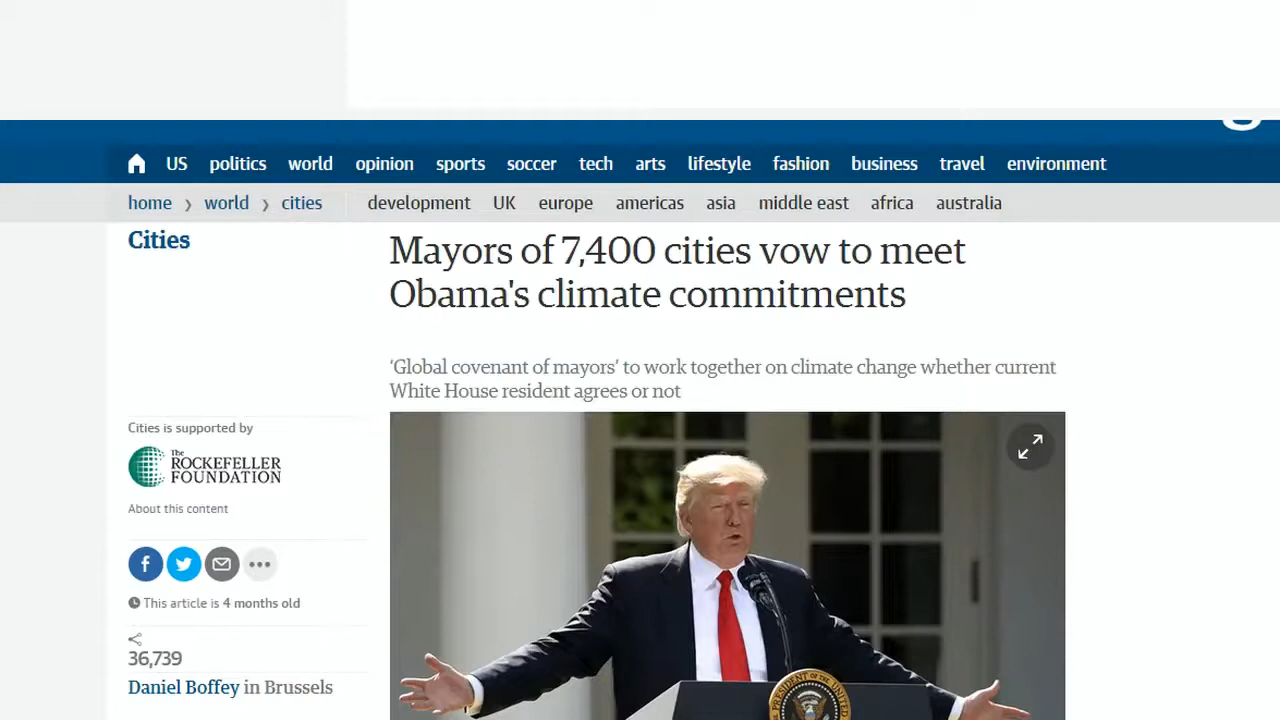 US politics world opinion sports soccer tech arts lifestyle fashion business travel environment
home › world › cities development UK europe americas asia middle east africa australia
Cities
Mayors of 7,400 cities vow to meet
Obama's climate commitments
‘Global covenant of mayors’ to work together on climate change whether current
White House resident agrees or not
Cities is supported by
The
ROCKEFELLER
FOUNDATION
About this content
This article is 4 months old
36,739
Daniel Boffey in Brussels
PRESIDENT OF THE UNITED